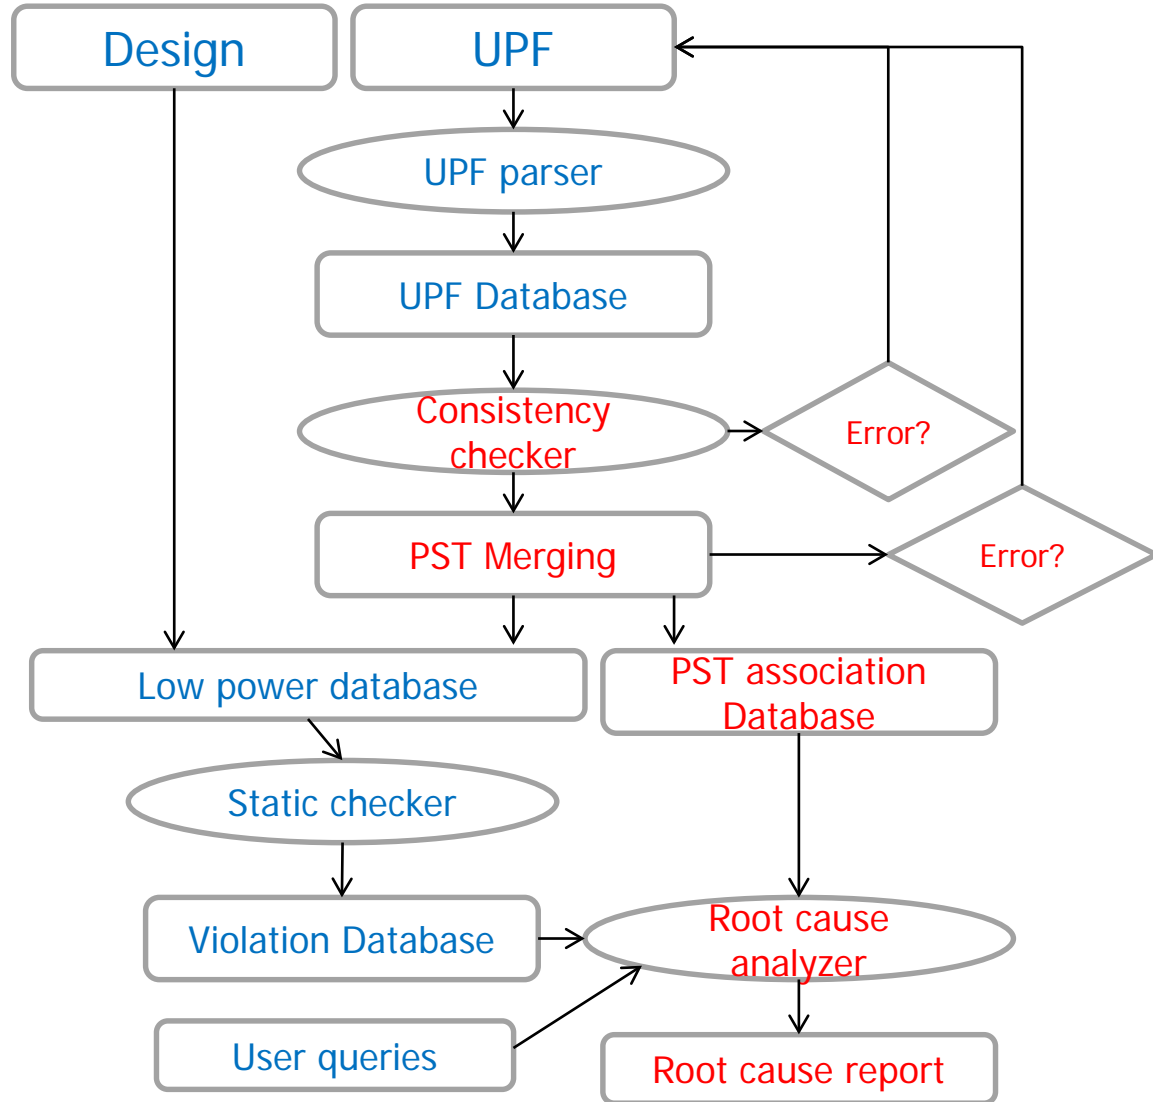 Design
UPF
UPF parser
UPF Database
Consistency
checker
Error?
PST Merging
Error?
Low power database
PST association
Database
Static checker
Violation Database
Root cause
analyzer
User queries
Root cause report